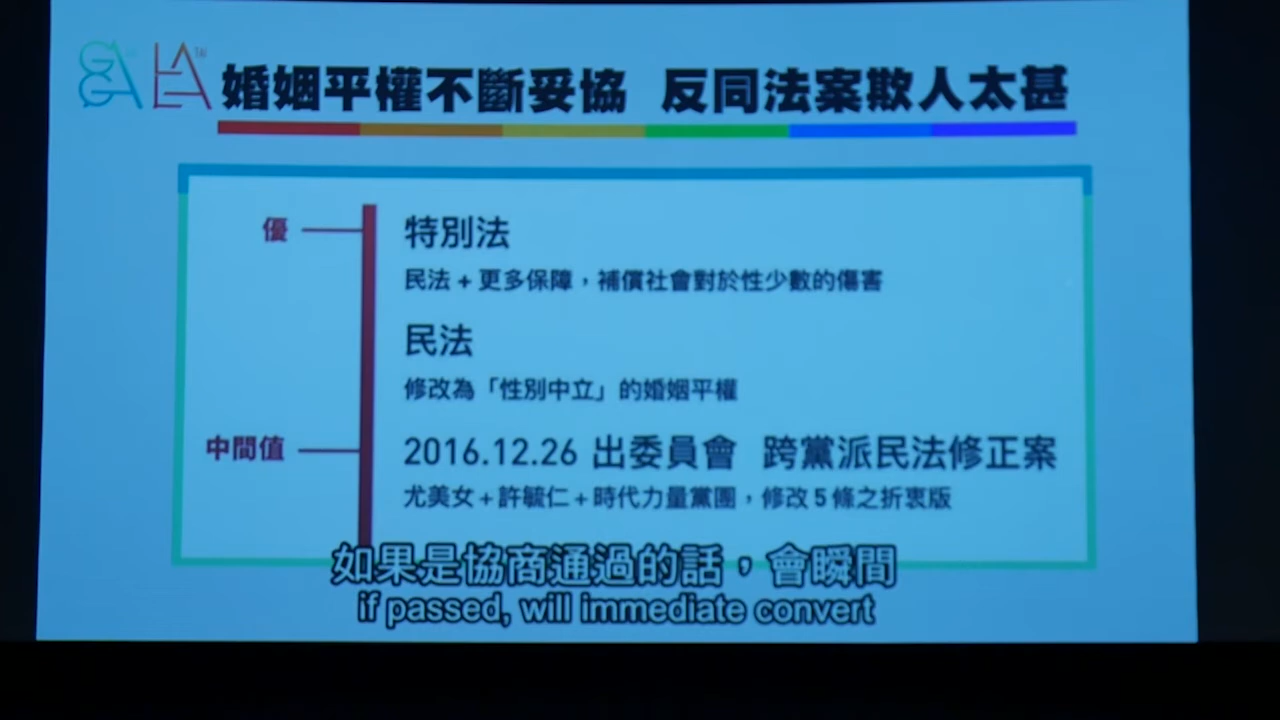 婚姻平權不斷妥協 反同法案欺人太甚
優
特別法
民法 + 更多保障，補償社會對於性少數的傷害
民法
修改為「性別中立」的婚姻平權
中間值
2016.12.26 出委員會 跨黨派民法修正案
尤美女 + 許毓仁 + 時代力量黨團，修改 5 條之折衷版
如果是協商通過的話，會瞬間
if passed, will immediate convert